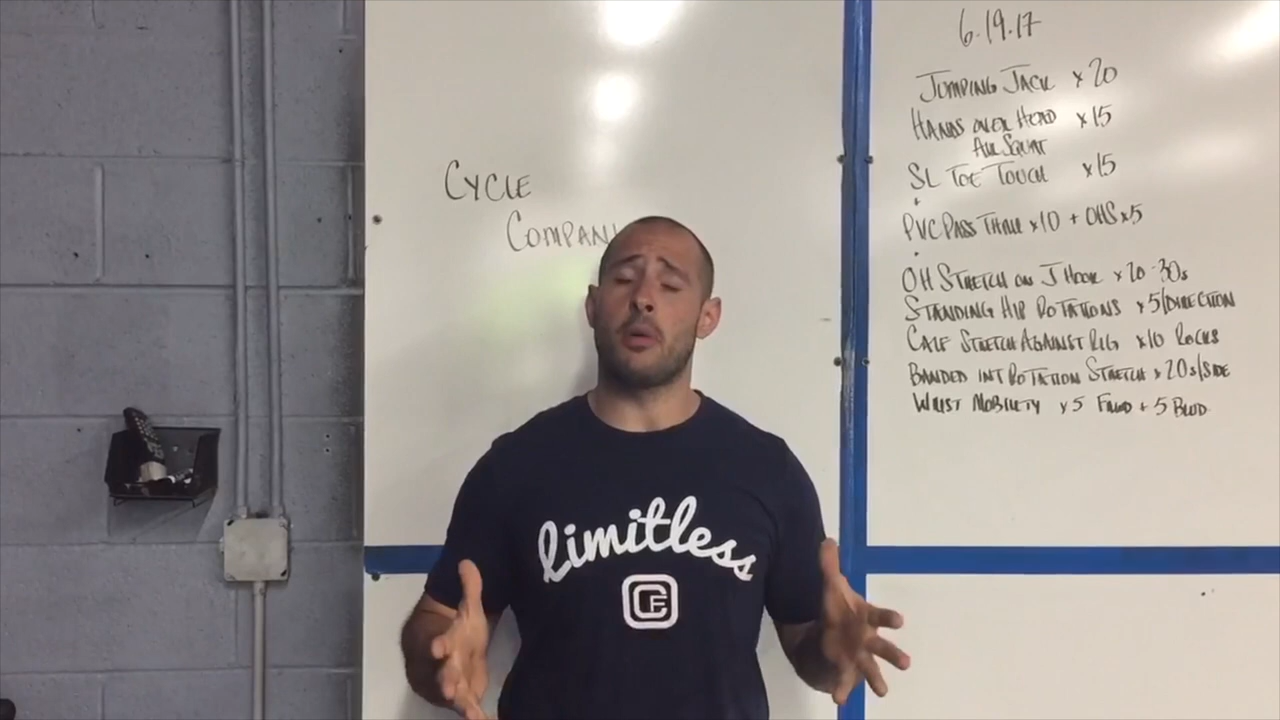 6.19.17
JUMPING JACK x 20
HANDS OVER HEAD x 15
AIR SQUAT
SL TOE TOUCH x 15
+
PVC PASS THRU x 10 + OHS x 5
OH STRETCH ON J HOOK x 20-30s
STANDING HIP ROTATIONS x 5/DIRECTION
CALF STRETCH AGAINST RIG x 10 ROCKS
BANDED INT ROTATION STRETCH x 20s/SIDE
WRIST MOBILITY x 5 FWD + 5 BWD
CYCLE
COMPAN
limitless
CF